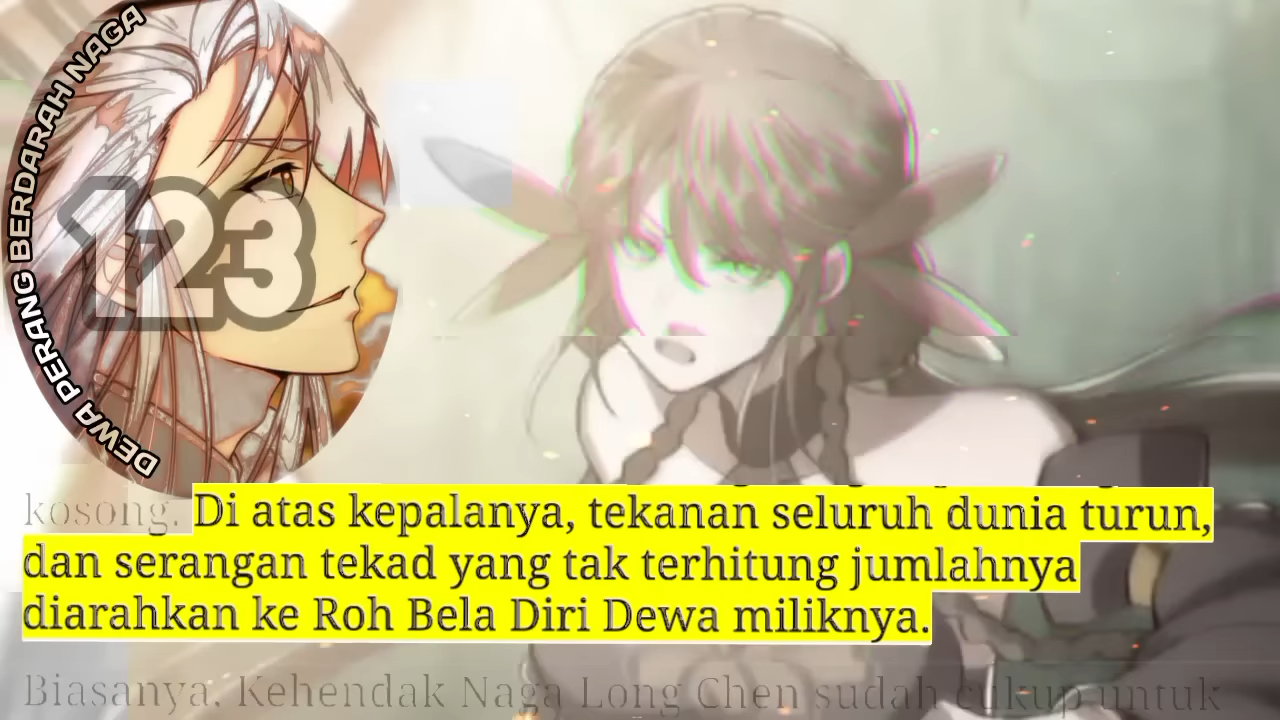 DEWA PERANG BERDARAH NAGA
123
kosong. Di atas kepalanya, tekanan seluruh dunia turun,
dan serangan tekad yang tak terhitung jumlahnya
diarahkan ke Roh Bela Diri Dewa miliknya.
Biasanya, Kehendak Naga Long Chen sudah cukup untuk